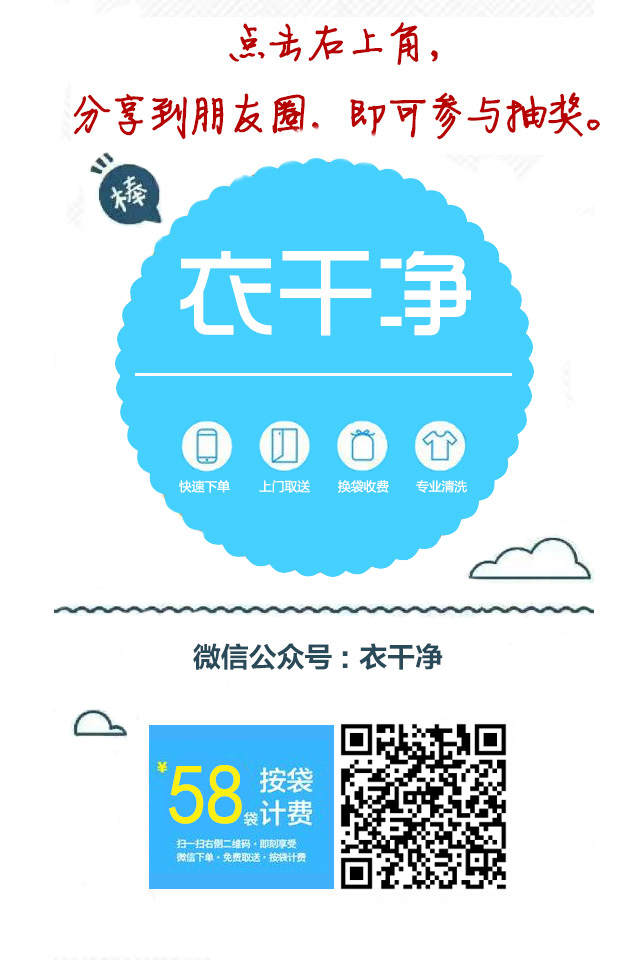 点击右上角,
分享到朋友圈. 即可参与抽奖。
棒
衣干净
快速下单 上门取送 换袋收费 专业清洗
微信公众号：衣干净
¥58袋 按袋
计费
扫一扫右侧二维码·即刻享受
微信下单·免费取送·按袋计费